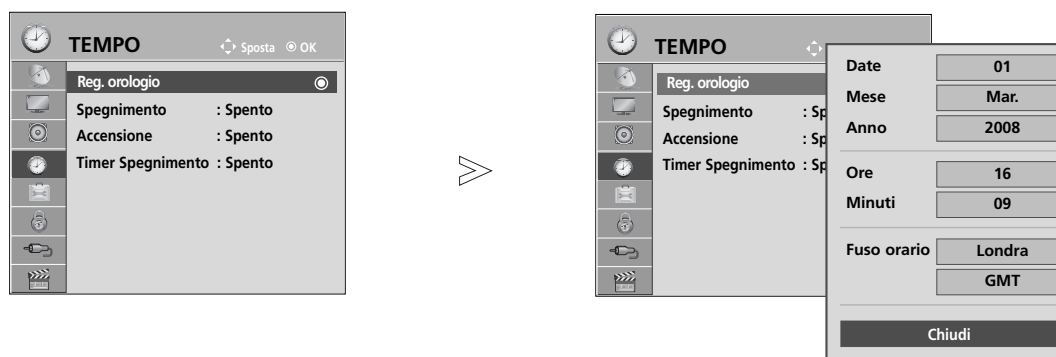 TEMPO Sposta OK
Reg. orologio
Spegnimento : Spento
Accensione : Spento
Timer Spegnimento : Spento
TEMPO
Reg. orologio
Spegnimento : Sp
Accensione : Sp
Timer Spegnimento : Sp
Date 01
Mese Mar.
Anno 2008
Ore 16
Minuti 09
Fuso orario Londra
GMT
Chiudi